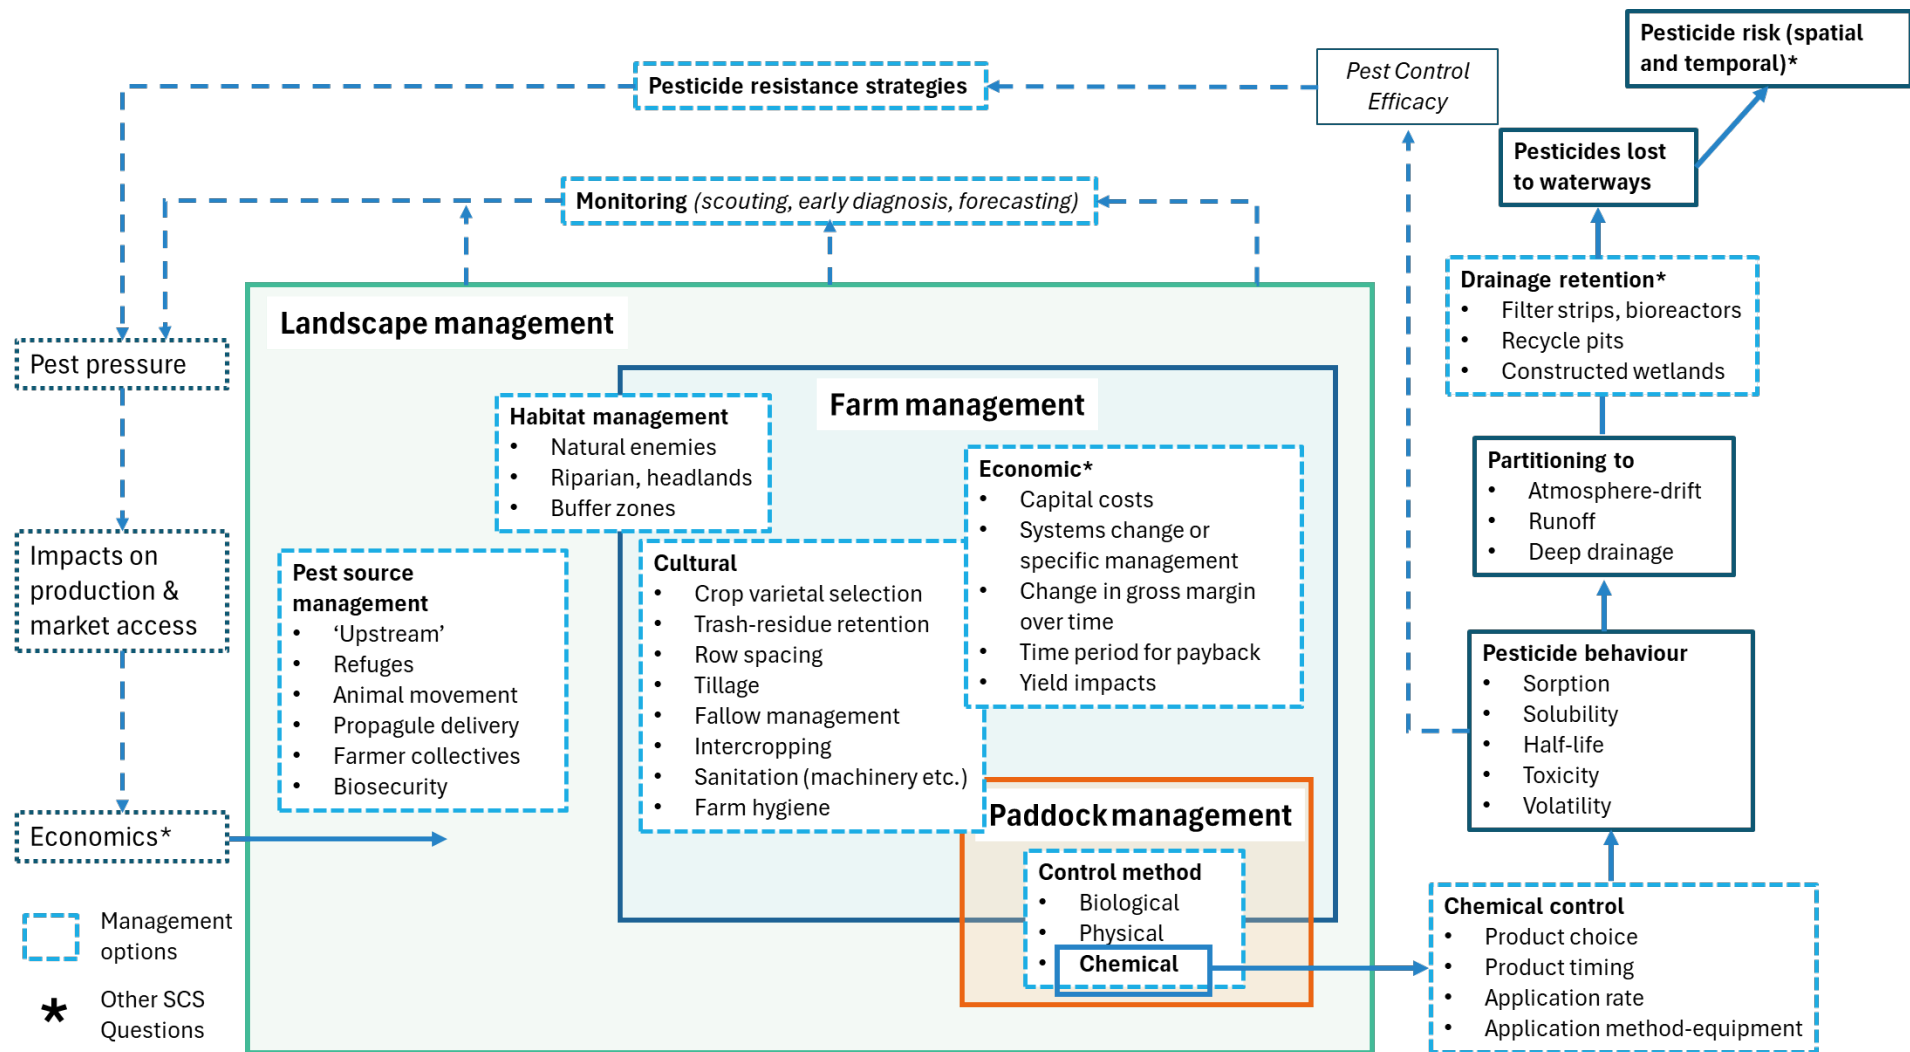 Pesticide risk (spatial
and temporal)*
Pest Control
Efficacy
Pesticide resistance strategies
Pesticides lost
to waterways
Monitoring (scouting, early diagnosis, forecasting)
Landscape management
Pest pressure
Impacts on
production &
market access
Economics*
Management
options
* Other SCS
Questions
Habitat management
• Natural enemies
• Riparian, headlands
• Buffer zones
Pest source
management
• ‘Upstream’
• Refuges
• Animal movement
• Propagule delivery
• Farmer collectives
• Biosecurity
Farm management
Cultural
• Crop varietal selection
• Trash-residue retention
• Row spacing
• Tillage
• Fallow management
• Intercropping
• Sanitation (machinery etc.)
• Farm hygiene
Economic*
• Capital costs
• Systems change or
specific management
• Change in gross margin
over time
• Time period for payback
• Yield impacts
Paddock management
Control method
• Biological
• Physical
• Chemical
Drainage retention*
• Filter strips, bioreactors
• Recycle pits
• Constructed wetlands
Partitioning to
• Atmosphere-drift
• Runoff
• Deep drainage
Pesticide behaviour
• Sorption
• Solubility
• Half-life
• Toxicity
• Volatility
Chemical control
• Product choice
• Product timing
• Application rate
• Application method-equipment